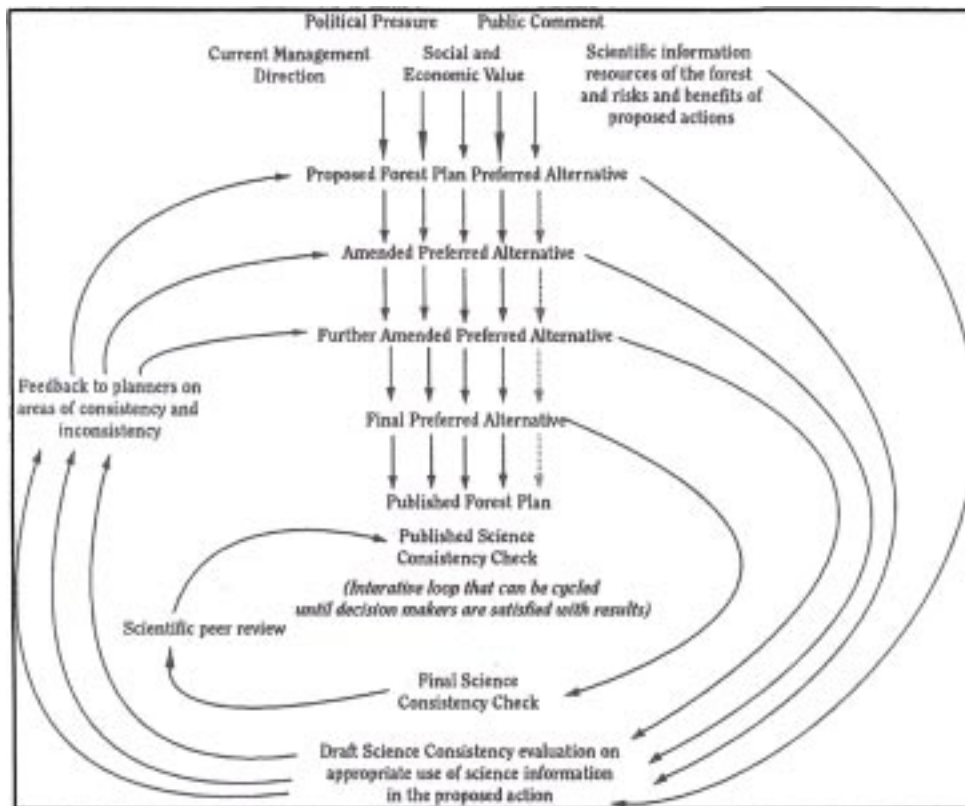 Political Pressure
Public Comment
Current Management
Direction
Social and
Economic Value
Scientific information
resources of the forest
and risks and benefits of
proposed actions
Proposed Forest Plan Preferred Alternative
Amended Preferred Alternative
Further Amended Preferred Alternative
Feedback to planners on
areas of consistency and
inconsistency
Final Preferred Alternative
Published Forest Plan
Published Science
Consistency Check
(Interative loop that can be cycled
until decision makers are satisfied with results)
Scientific peer review
Final Science
Consistency Check
Draft Science Consistency evaluation on
appropriate use of science information
in the proposed action